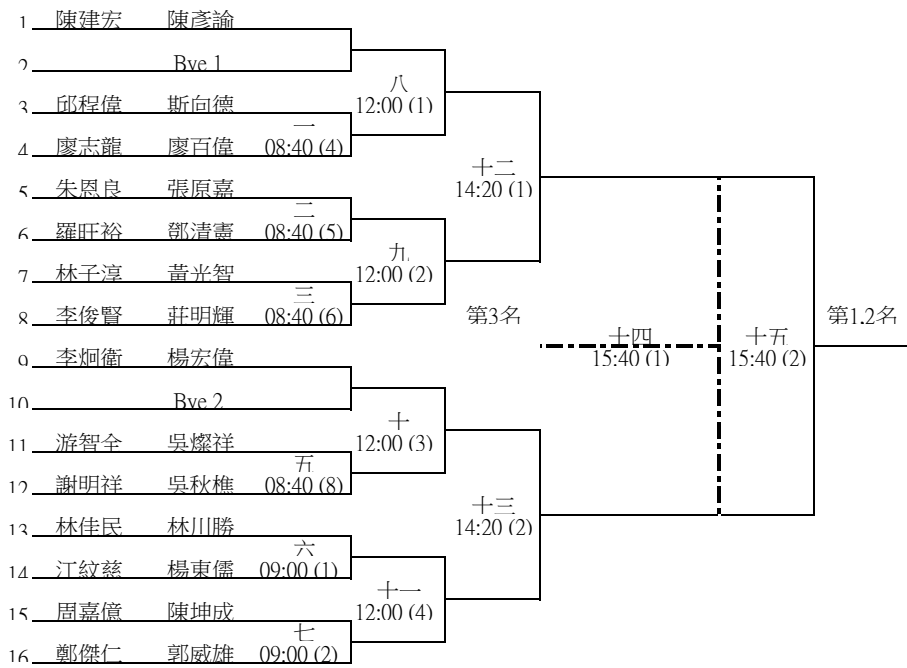 1 陳建宏 陳彥諭
2 Bye 1
八
12:00 (1)
3 邱程偉 斯向德
一
4 廖志龍 廖百偉 08:40 (4)
十二
14:20 (1)
5 朱恩良 張原嘉
二
6 羅旺裕 鄧清憲 08:40 (5)
九
12:00 (2)
7 林子淳 黃光智
三
8 李俊賢 莊明輝 08:40 (6)
第3名
第1,2名
十四
15:40 (1)
十五
15:40 (2)
9 李炯衛 楊宏偉
10 Bye 2
十
12:00 (3)
11 游智全 吳燦祥
五
12 謝明祥 吳秋樵 08:40 (8)
十三
14:20 (2)
13 林佳民 林川勝
六
14 江紋慈 楊東儒 09:00 (1)
十一
12:00 (4)
15 周嘉億 陳坤成
七
16 鄭傑仁 郭威雄 09:00 (2)